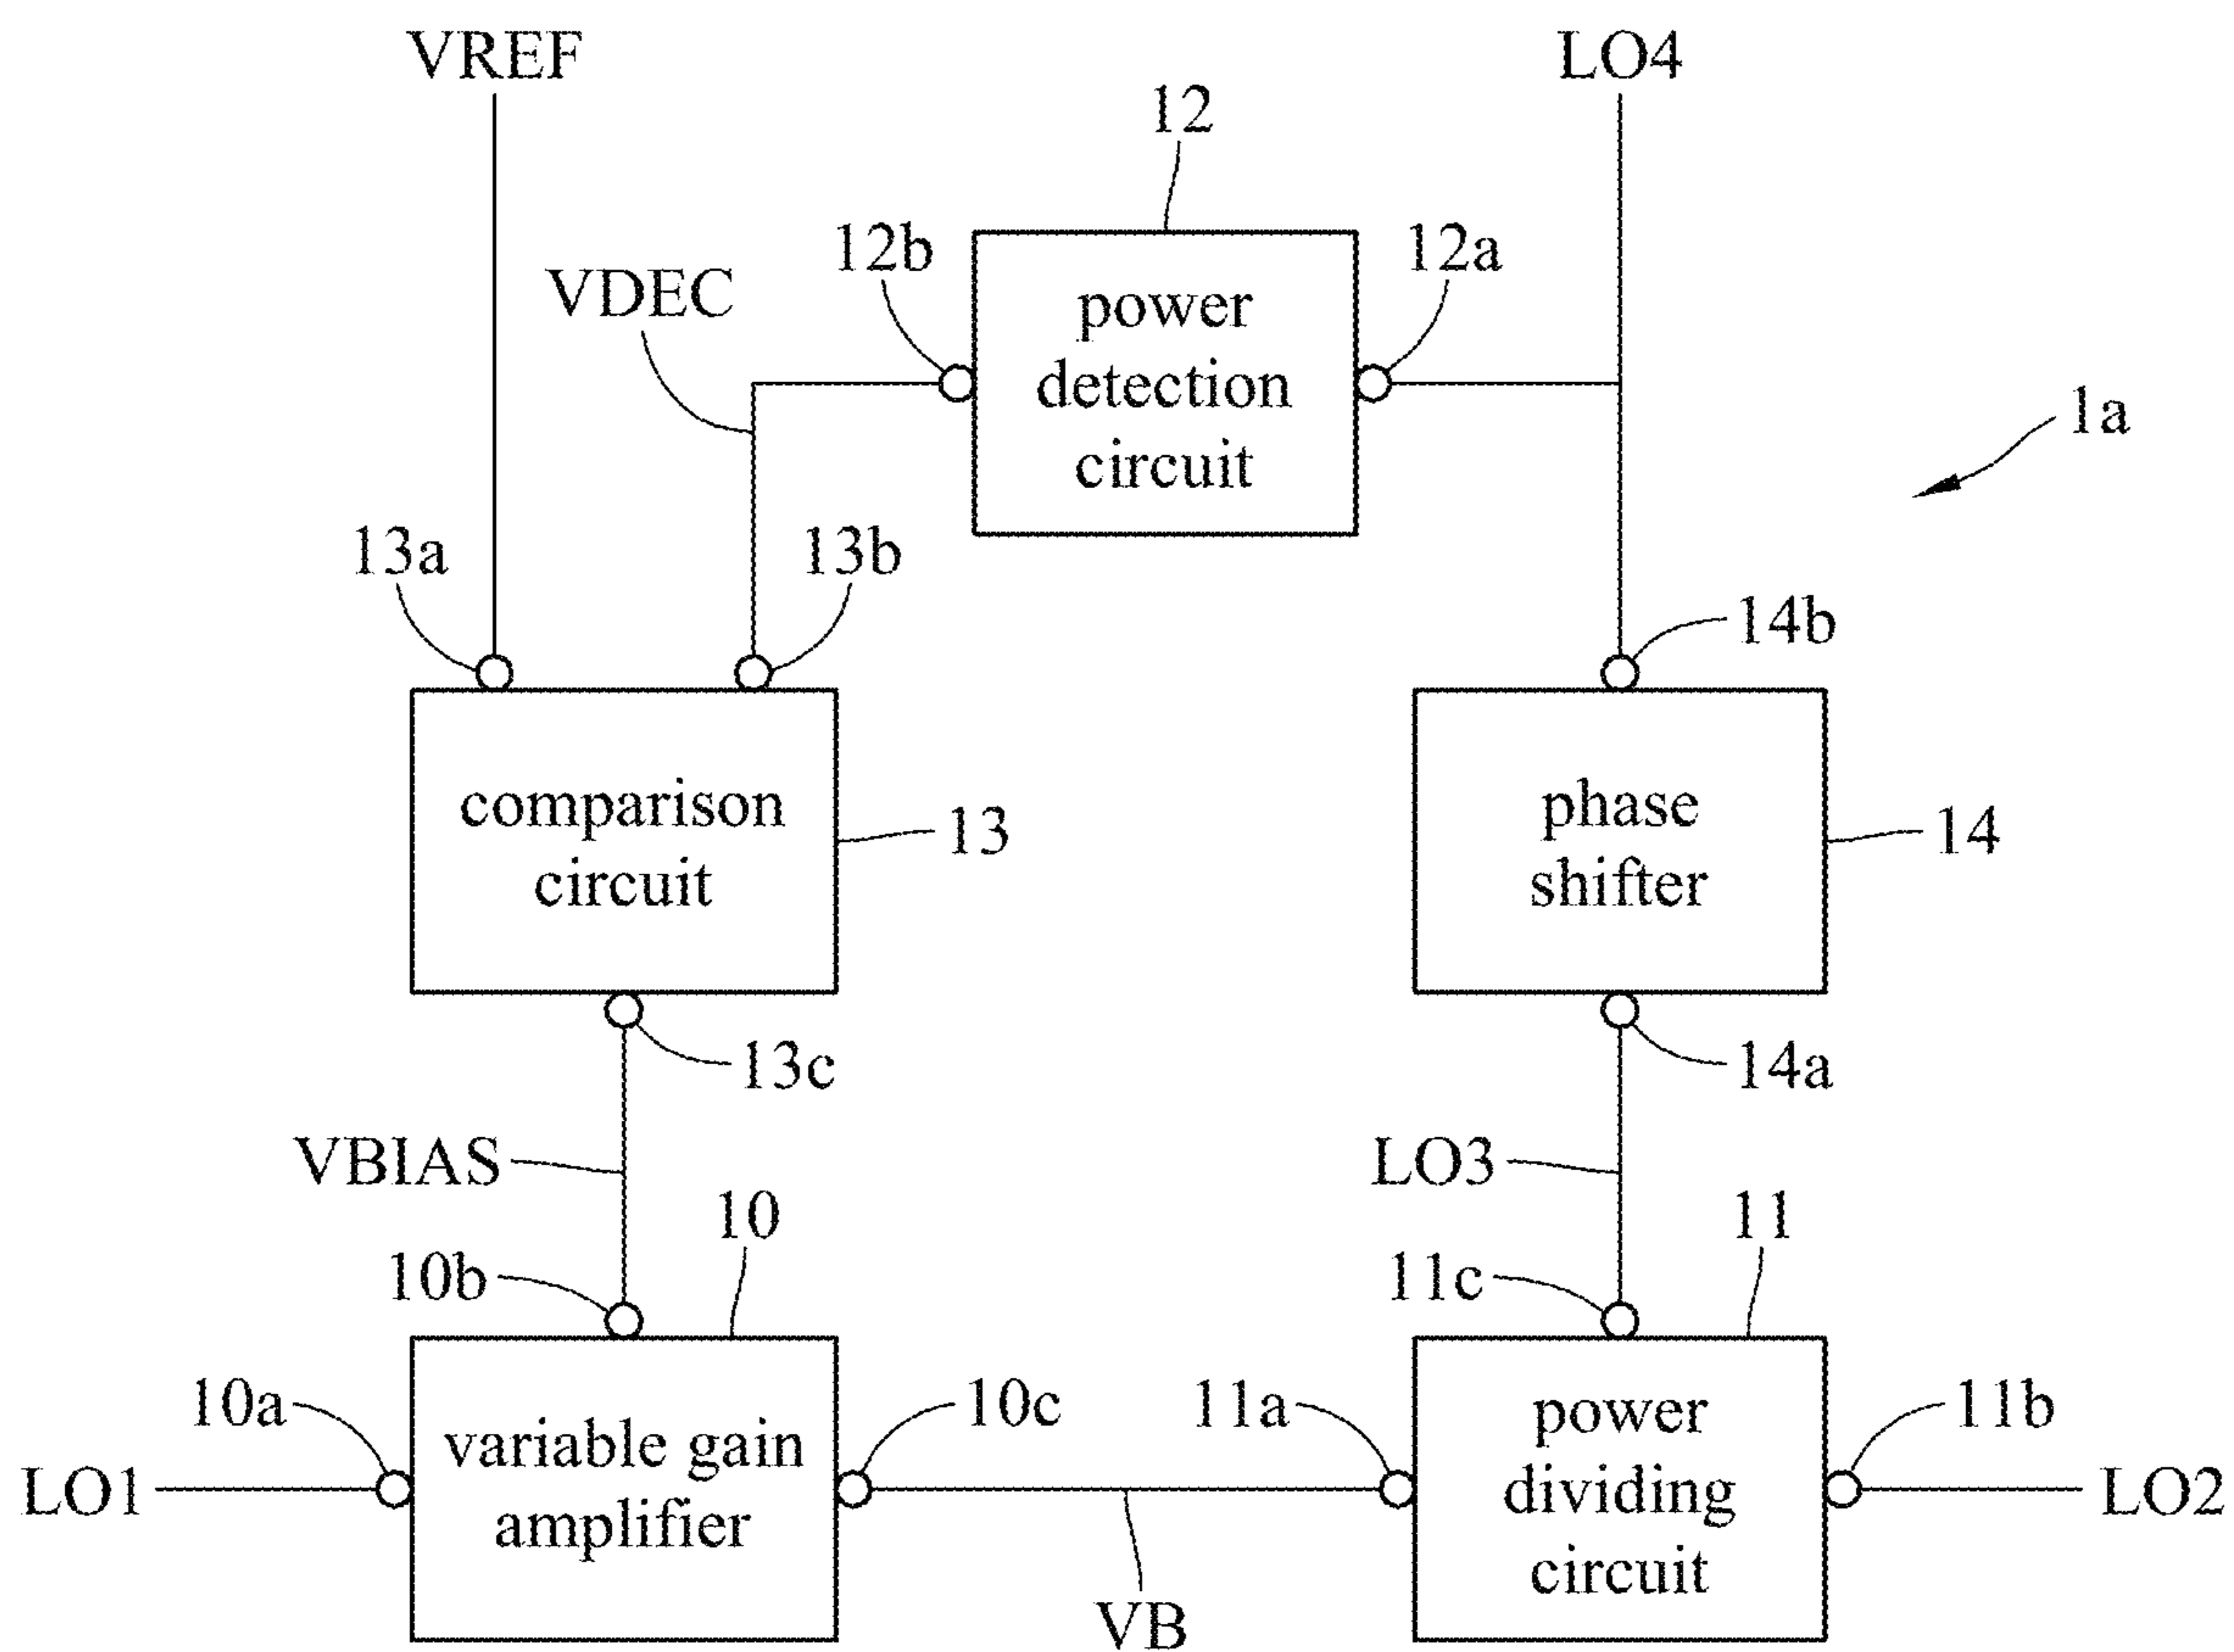 VREF
LO4
12
12b
12a
VDEC
power
detection
circuit
1a
13a
13b
14b
comparison
circuit
13
phase
shifter
14
13c
14a
VBIAS
LO3
10
11
10b
11c
10a
10c
11a
11b
variable gain
amplifier
power
dividing
circuit
LO1
LO2
VB